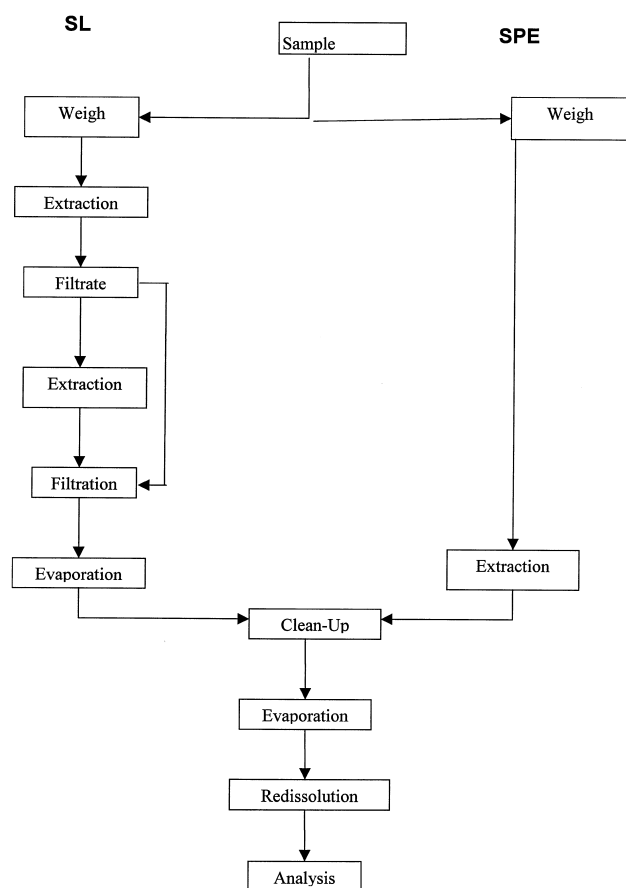 SL
Sample
SPE
Weigh
Weigh
Extraction
Filtrate
Extraction
Filtration
Evaporation
Extraction
Clean-Up
Evaporation
Redissolution
Analysis